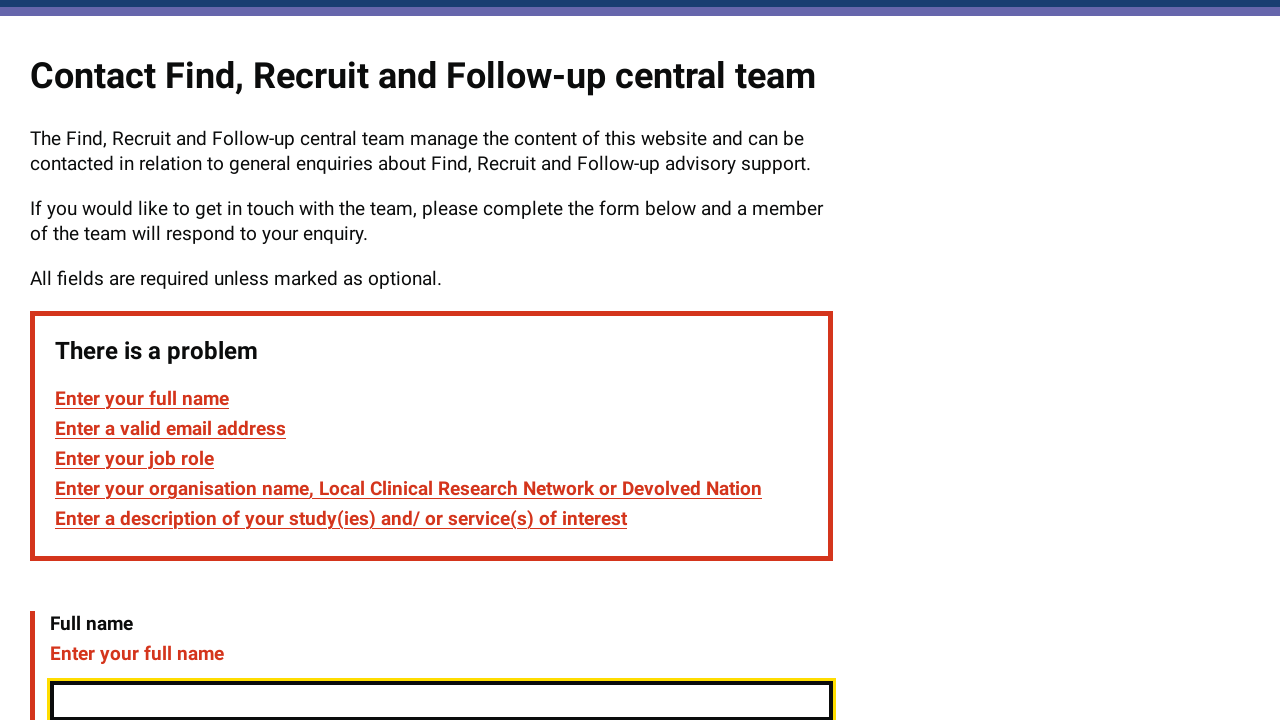 Contact Find, Recruit and Follow-up central team
The Find, Recruit and Follow-up central team manage the content of this website and can be
contacted in relation to general enquiries about Find, Recruit and Follow-up advisory support.
If you would like to get in touch with the team, please complete the form below and a member
of the team will respond to your enquiry.
All fields are required unless marked as optional.
There is a problem
Enter your full name
Enter a valid email address
Enter your job role
Enter your organisation name, Local Clinical Research Network or Devolved Nation
Enter a description of your study(ies) and/ or service(s) of interest
Full name
Enter your full name